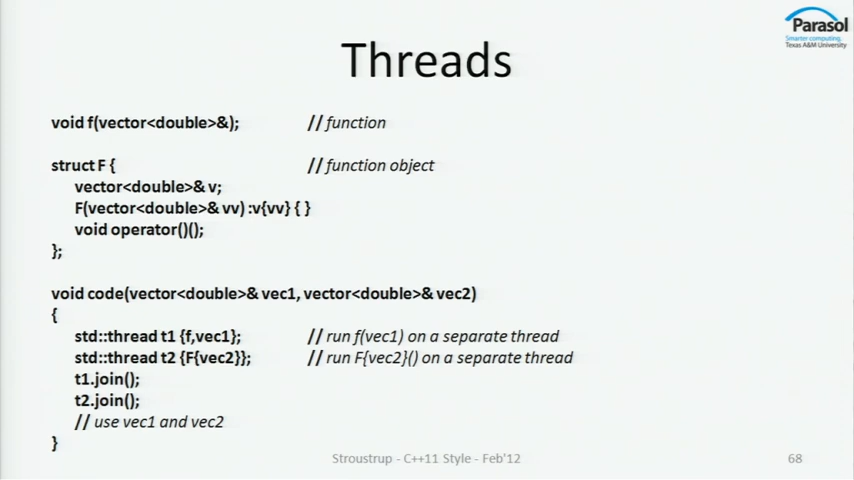 Parasol
Smarter computing.
Texas A&M University
Threads
void f(vector<double>&); // function
struct F { // function object
vector<double>& v;
F(vector<double>& vv) :v{vv} { }
void operator()();
};
void code(vector<double>& vec1, vector<double>& vec2)
{
std::thread t1 {f,vec1}; // run f(vec1) on a separate thread
std::thread t2 {F{vec2}}; // run F{vec2}() on a separate thread
t1.join();
t2.join();
// use vec1 and vec2
}
Stroustrup - C++11 Style - Feb'12 68